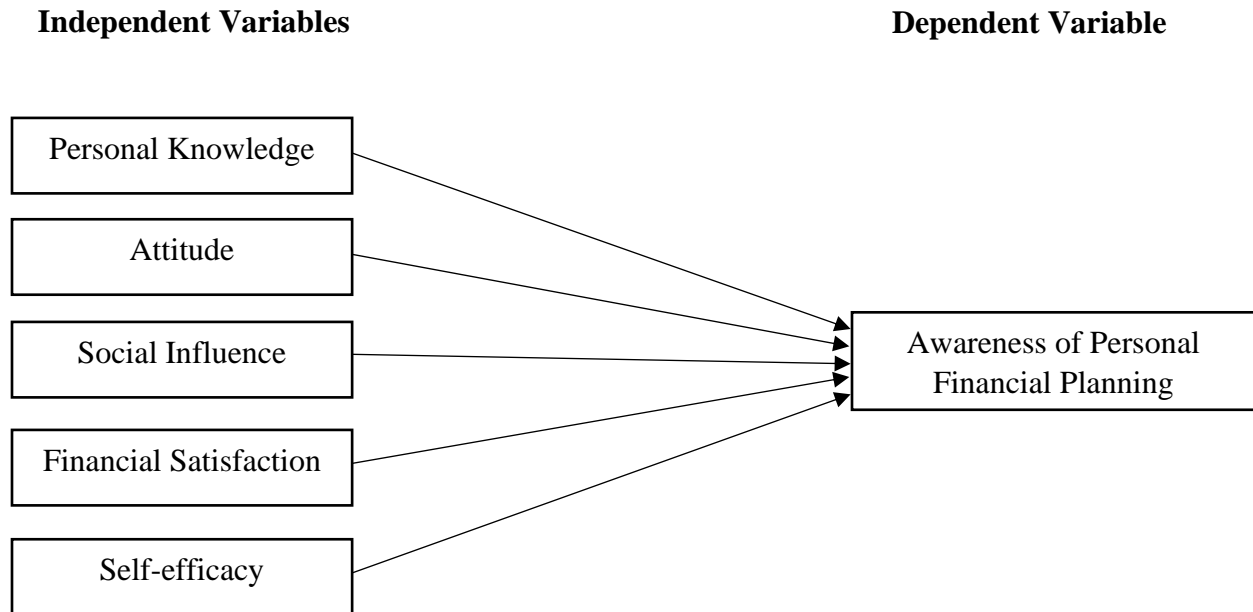 Independent Variables
Dependent Variable
Personal Knowledge
Attitude
Social Influence
Financial Satisfaction
Self-efficacy
Awareness of Personal
Financial Planning